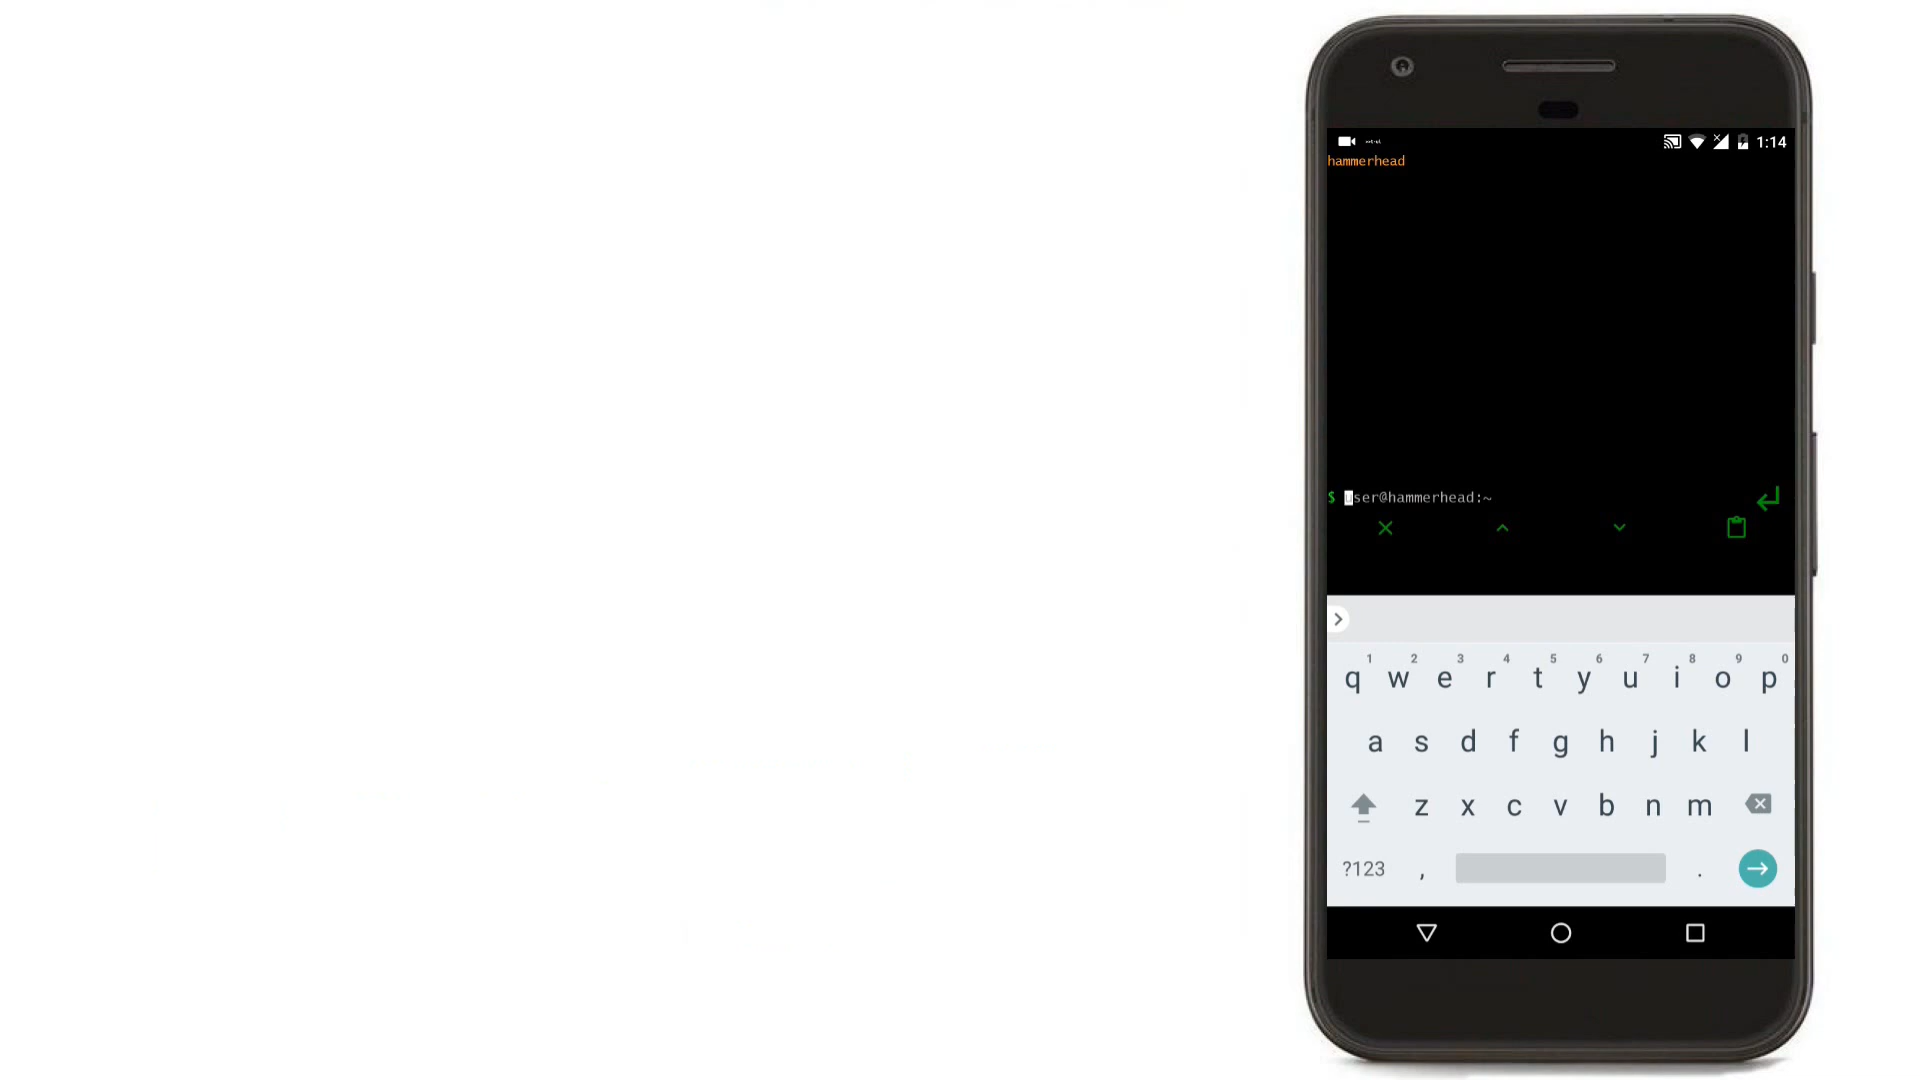 1:14
hammerhead
$ user@hammerhead:~
1 2 3 4 5 6 7 8 9 0
q w e r t y u i o p
a s d f g h j k l
z x c v b n m
?123 , .